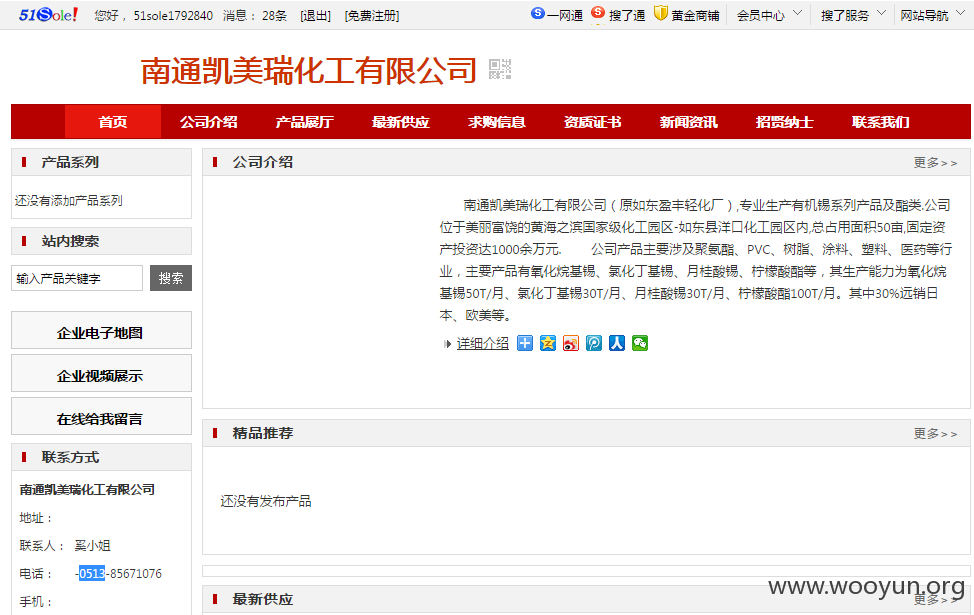 51Sole! 您好， 51sole1792840 消息： 28条 [退出] [免费注册] 一网通 搜了通 黄金商铺 会员中心 搜了服务 网站导航
南通凯美瑞化工有限公司
首页 公司介绍 产品展厅 最新供应 求购信息 资质证书 新闻资讯 招贤纳士 联系我们
产品系列
还没有添加产品系列
站内搜索
输入产品关键字 搜索
企业电子地图
企业视频展示
在线给我留言
联系方式
南通凯美瑞化工有限公司
地址：
联系人： 奚小姐
电话： -0513-85671076
手机：
公司介绍 更多>>
南通凯美瑞化工有限公司（原如东盈丰轻化厂）,专业生产有机锡系列产品及酯类.公司
位于美丽富饶的黄海之滨国家级化工园区-如东县洋口化工园区内,总占用面积50亩,固定资
产投资达1000余万元. 公司产品主要涉及聚氨酯、PVC、树脂、涂料、塑料、医药等行
业，主要产品有氧化烷基锡、氯化丁基锡、月桂酸锡、柠檬酸酯等，其生产能力为氧化烷
基锡50T/月、氯化丁基锡30T/月、月桂酸锡30T/月、柠檬酸酯100T/月。其中30%远销日
本、欧美等。
详细介绍
精品推荐 更多>>
还没有发布产品
最新供应 更多>>
www.wooyun.org